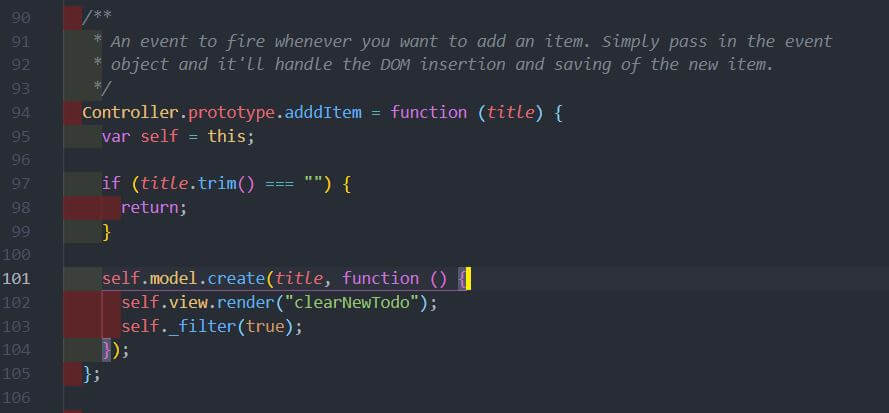 90 /**
91 * An event to fire whenever you want to add an item. Simply pass in the event
92 * object and it'll handle the DOM insertion and saving of the new item.
93 */
94 Controller.prototype.adddItem = function (title) {
95 var self = this;
96
97 if (title.trim() === "") {
98 return;
99 }
100
101 self.model.create(title, function () {
102 self.view.render("clearNewTodo");
103 self._filter(true);
104 });
105 };
106